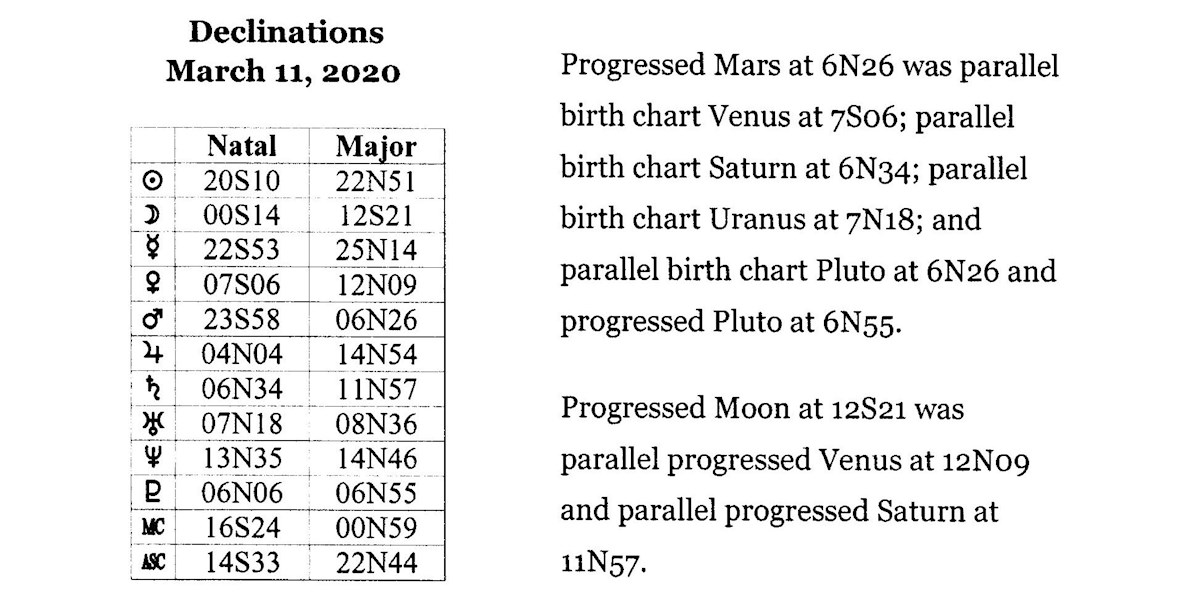 Declinations
March 11, 2020
Natal Major
☉ 20S10 22N51
☽ 00S14 12S21
☿ 22S53 25N14
♀ 07S06 12N09
♂ 23S58 06N26
♃ 04N04 14N54
♄ 06N34 11N57
♅ 07N18 08N36
♆ 13N35 14N46
♇ 06N06 06N55
MC 16S24 00N59
ASC 14S33 22N44
Progressed Mars at 6N26 was parallel
birth chart Venus at 7S06; parallel
birth chart Saturn at 6N34; parallel
birth chart Uranus at 7N18; and
parallel birth chart Pluto at 6N26 and
progressed Pluto at 6N55.
Progressed Moon at 12S21 was
parallel progressed Venus at 12N09
and parallel progressed Saturn at
11N57.